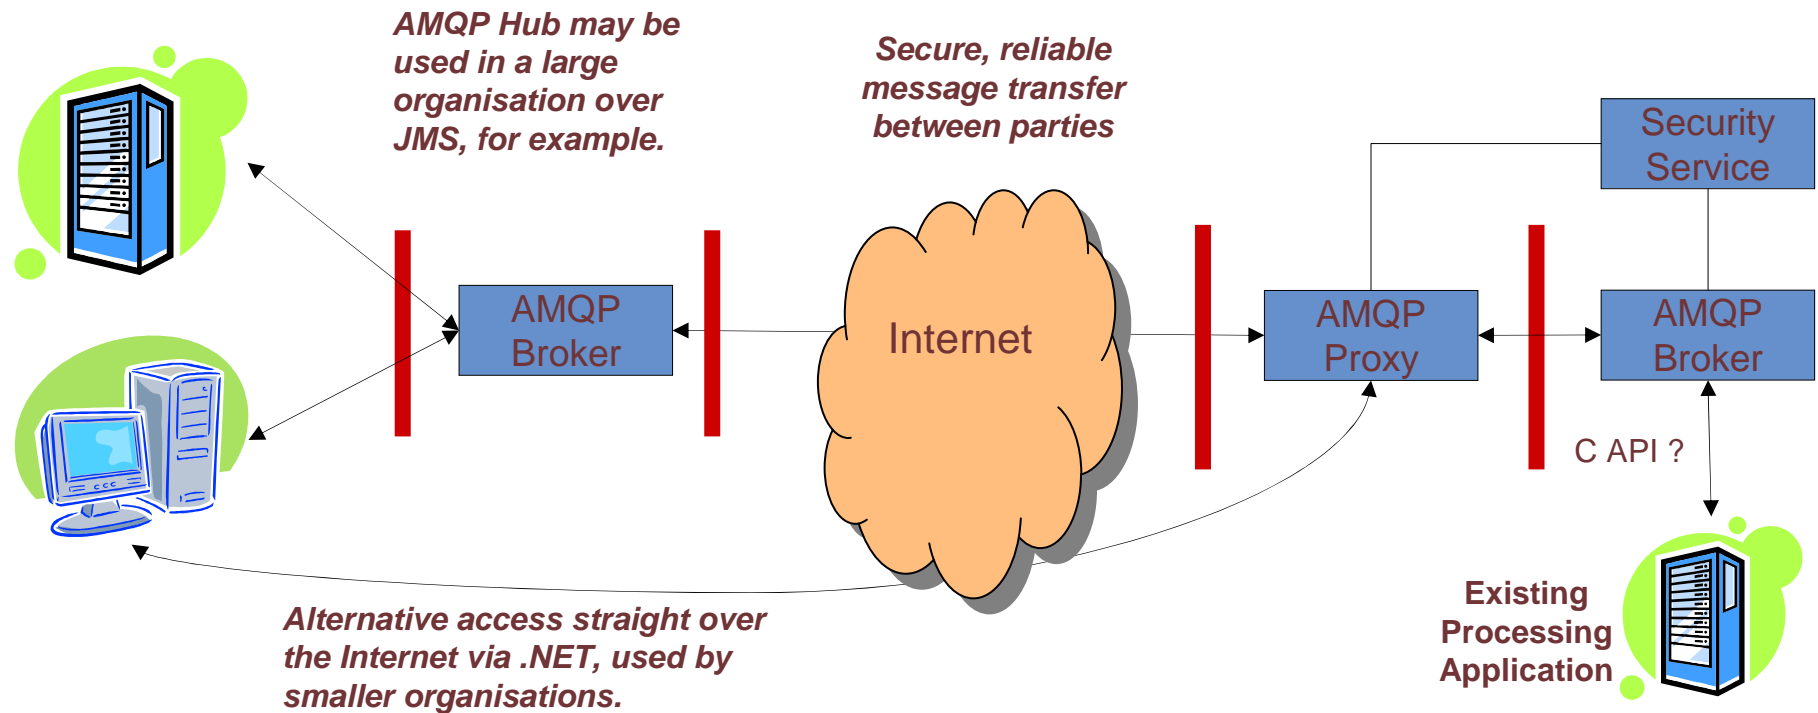 AMQP Hub may be
used in a large
organisation over
JMS, for example.
Secure, reliable
message transfer
between parties
Security
Service
AMQP
Broker
Internet
AMQP
Proxy
AMQP
Broker
C API ?
Alternative access straight over
the Internet via .NET, used by
smaller organisations.
Existing
Processing
Application